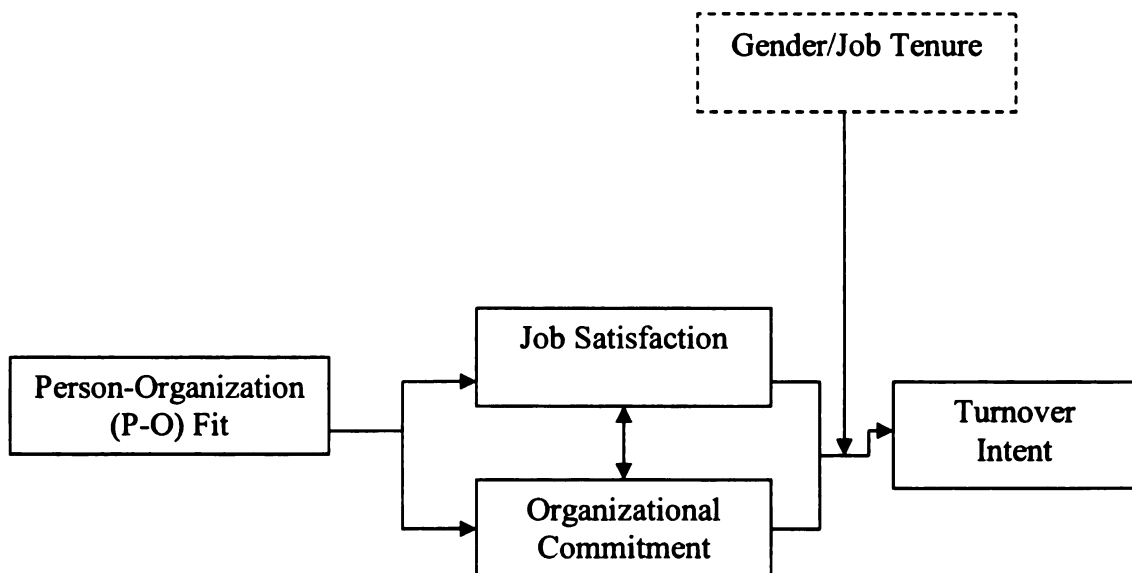 Gender/Job Tenure
Job Satisfaction
Person-Organization
(P-O) Fit
Turnover
Intent
Organizational
Commitment